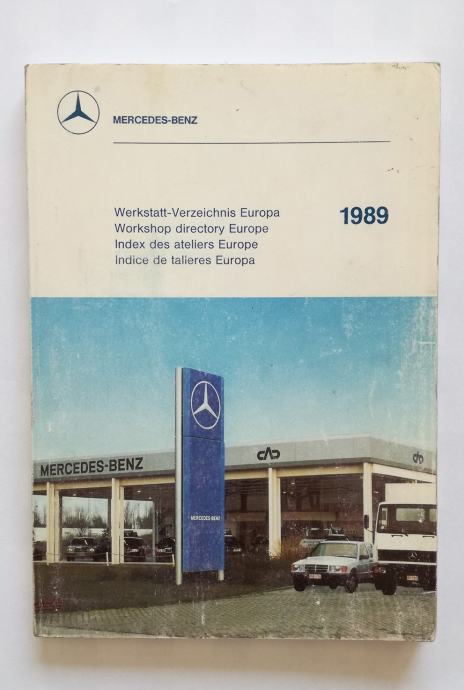 MERCEDES-BENZ
Werkstatt-Verzeichnis Europa
1989
Workshop directory Europe
Index des ateliers Europe
Indice de talleres Europa
MERCEDES-BENZ
CAC
MERCEDES-BENZ